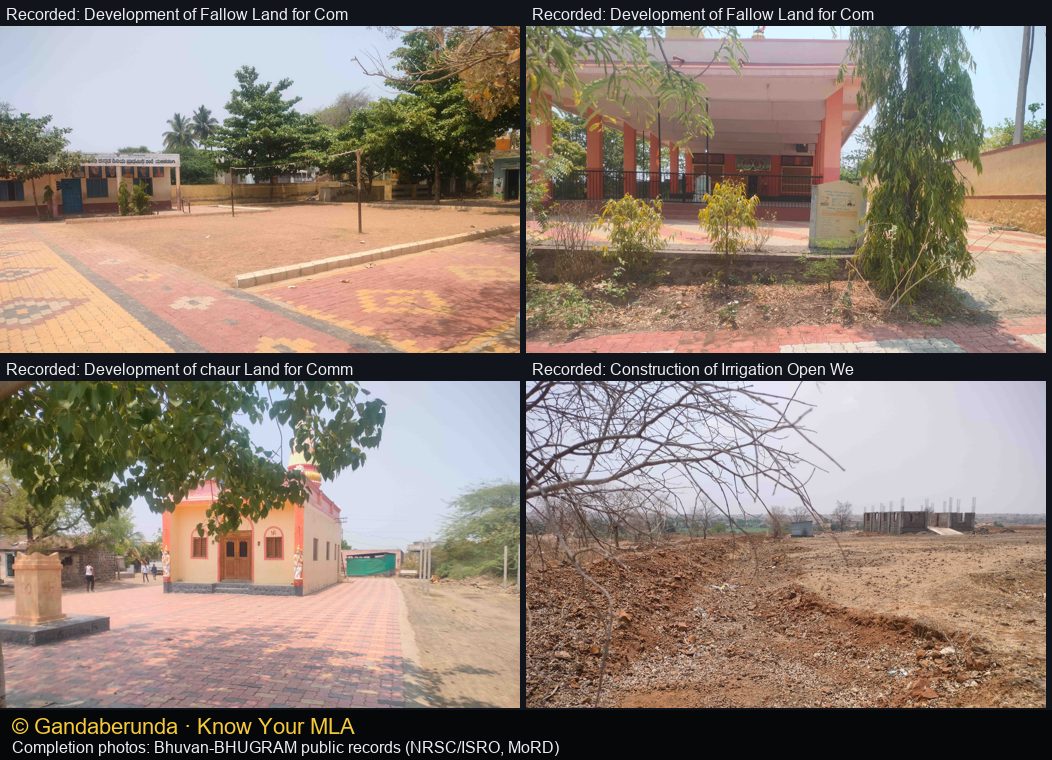 Recorded: Development of Fallow Land for Com
Recorded: Development of Fallow Land for Com
Recorded: Development of chaur Land for Comm
Recorded: Construction of Irrigation Open We
© Gandaberunda · Know Your MLA
Completion photos: Bhuvan-BHUGRAM public records (NRSC/ISRO, MoRD)